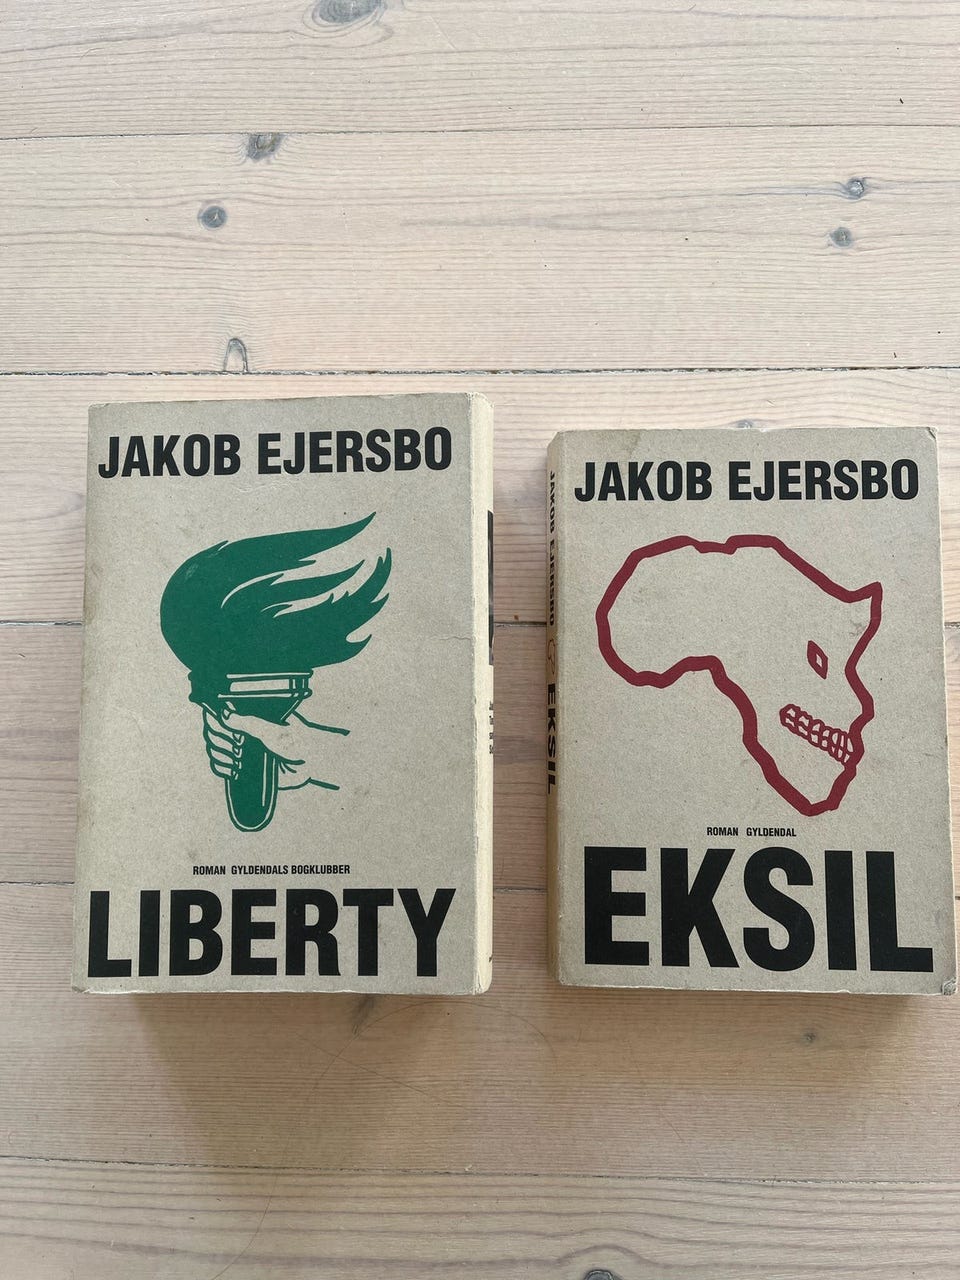 JAKOB EJERSBO
ROMAN GYLDENDALS BOGKLUBBER
LIBERTY
JAKOB EJERSBO EKSIL
JAKOB EJERSBO
ROMAN GYLDENDAL
EKSIL